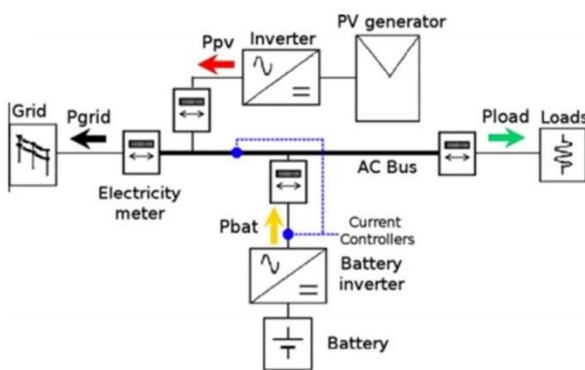 PV generator
Inverter
Ppv
Grid
Pgrid
Pload
Loads
Electricity
meter
AC Bus
Pbat
Current
Controllers
Battery
inverter
Battery